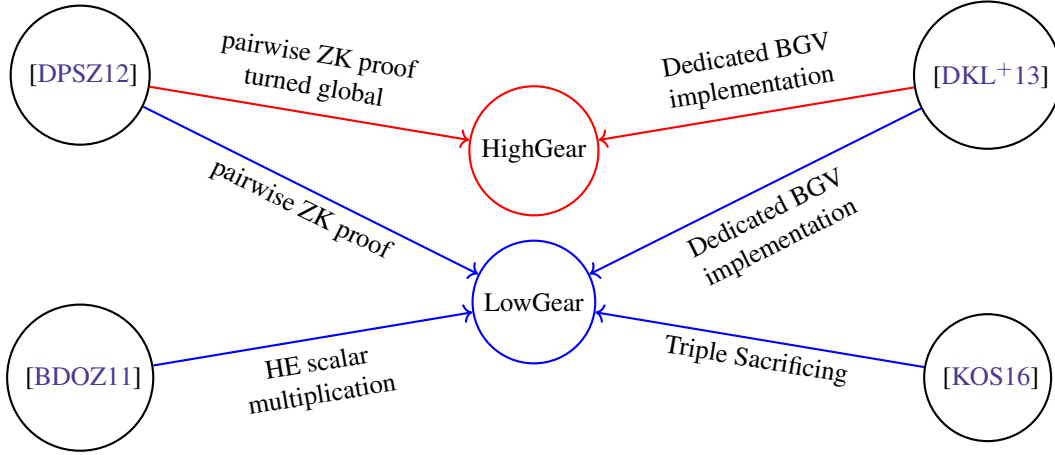 [DPSZ12]
pairwise ZK proof
turned global
Dedicated BGV
implementation
[DKL+13]
HighGear
pairwise ZK proof
Dedicated BGV
implementation
LowGear
[BDOZ11]
HE scalar
multiplication
Triple Sacrificing
[KOS16]